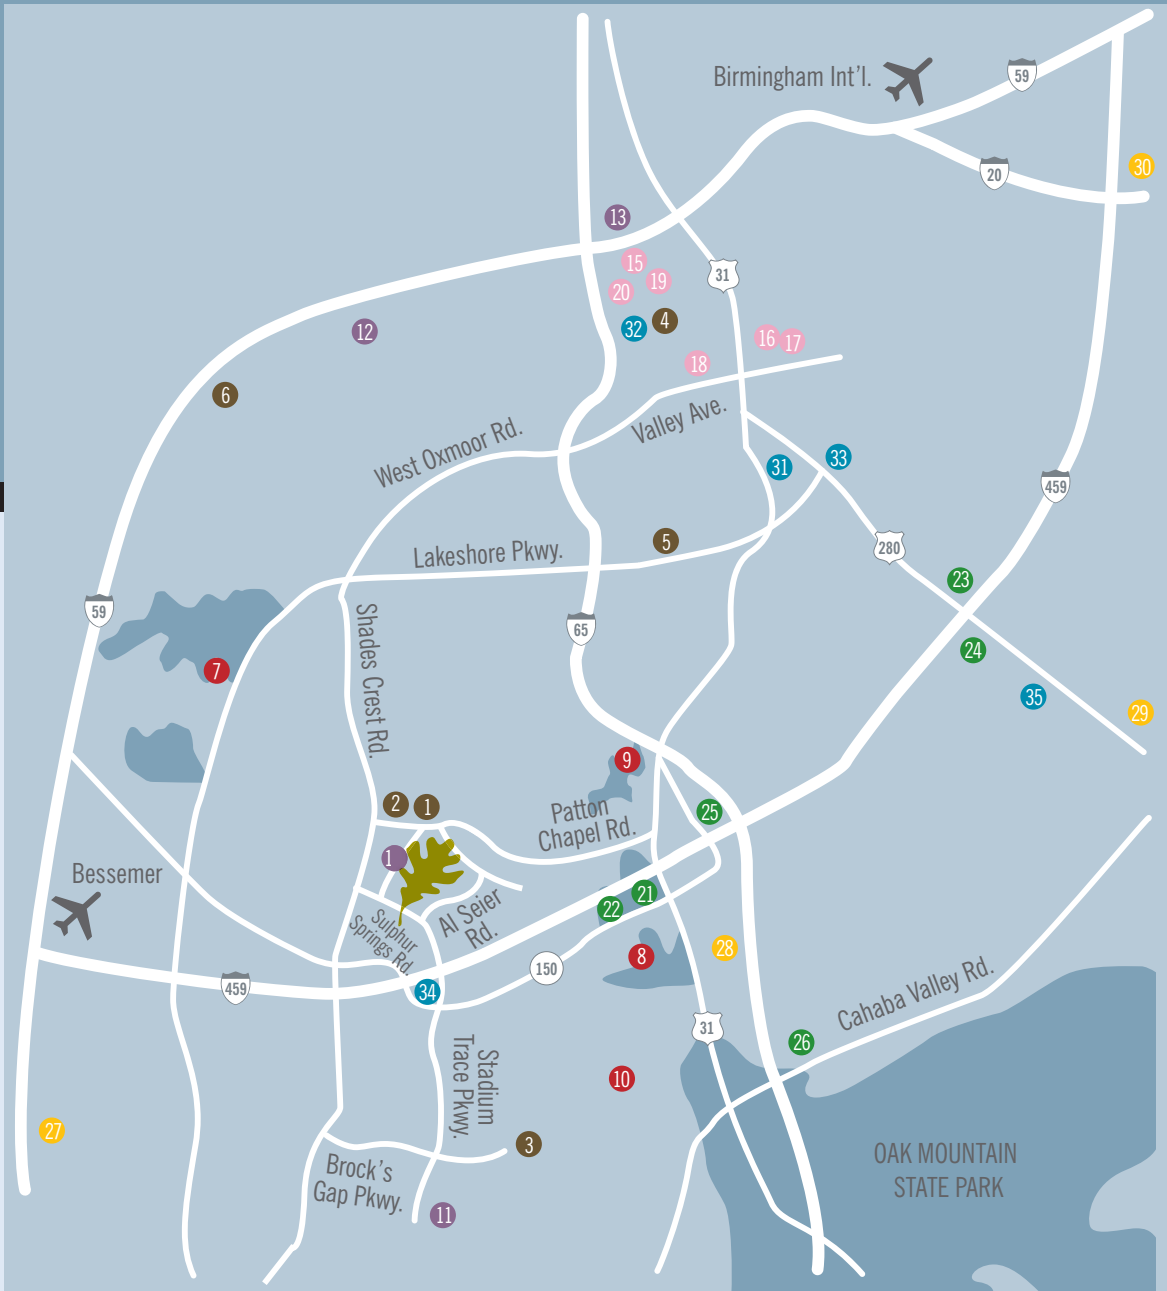 Birmingham Int'l.
59
20
30
13
15
19
20
31
32
4
12
16
17
18
6
Valley Ave.
West Oxmoor Rd.
31
33
459
5
280
Lakeshore Pkwy.
23
59
Shades Crest Rd.
65
24
7
35
29
9
2
1
25
Patton
Chapel Rd.
1
Bessemer
21
22
Al Seier
Rd.
Sulphur
Springs Rd.
28
8
150
459
34
Cahaba Valley Rd.
31
26
Stadium
Trace Pkwy.
10
27
3
OAK MOUNTAIN
STATE PARK
Brock's
Gap Pkwy.
11